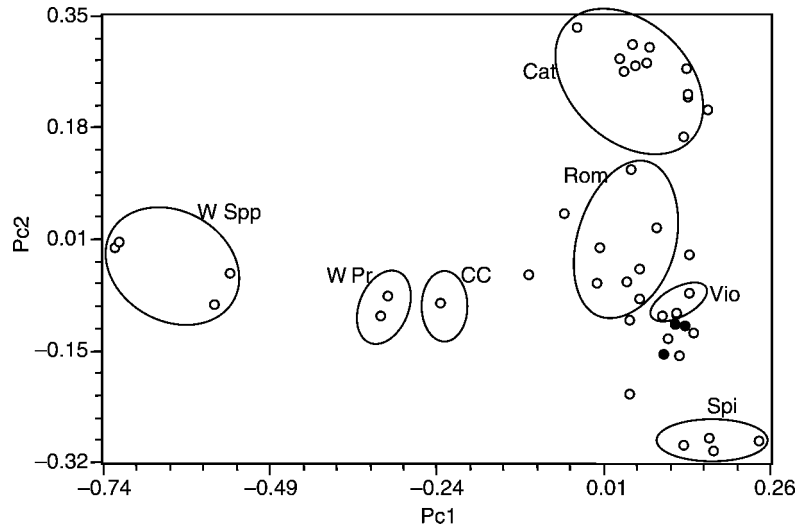 0.35
Cat
0.18
Rom
W Spp
Pc2
0.01
W Pr
CC
Vio
−0.15
Spi
−0.32
−0.74
−0.49
−0.24
0.01
0.26
Pc1